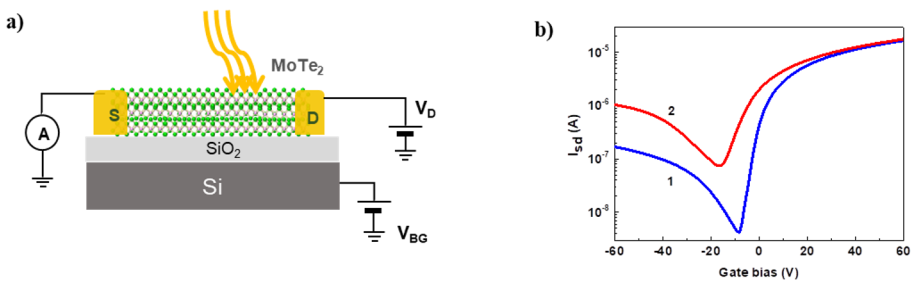 a)
MoTe2
S
D
A
VD
SiO2
Si
VBG
b)
Isd (A)
10^-5
10^-6
10^-7
10^-8
2
1
-60 -40 -20 0 20 40 60
Gate bias (V)